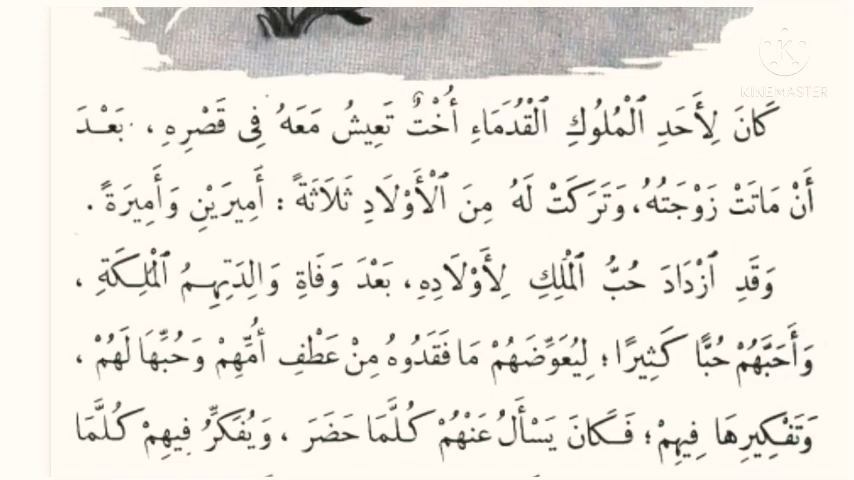 KINEMASTER
كَانَ لِأَحَدِ ٱلْمُلُوكِ ٱلْقُدَمَاءِ أُخْتٌ تَعِيشُ مَعَهُ فِى قَصْرِهِ ، بَعْدَ
أَنْ مَاتَتْ زَوْجَتُهُ ، وَتَرَكَتْ لَهُ مِنَ ٱلْأَوْلَادِ ثَلَاثَةً : أَمِيرَيْنِ وَأَمِيرَةً .
وَقَدِ ٱزْدَادَ حُبُّ ٱلْمَلِكِ لِأَوْلَادِهِ ، بَعْدَ وَفَاةِ وَالِدَتِهِمُ ٱلْمَلِكَةِ ،
وَأَحَبَّهُمْ حُبًّا كَثِيرًا ؛ لِيُعَوِّضَهُمْ مَا فَقَدُوهُ مِنْ عَطْفِ أُمِّهِمْ وَحُبِّهَا لَهُمْ ،
وَتَفْكِيرِهَا فِيهِمْ ؛ فَكَانَ يَسْأَلُ عَنْهُمْ كُلَّمَا حَضَرَ ، وَيُفَكِّرُ فِيهِمْ كُلَّمَا